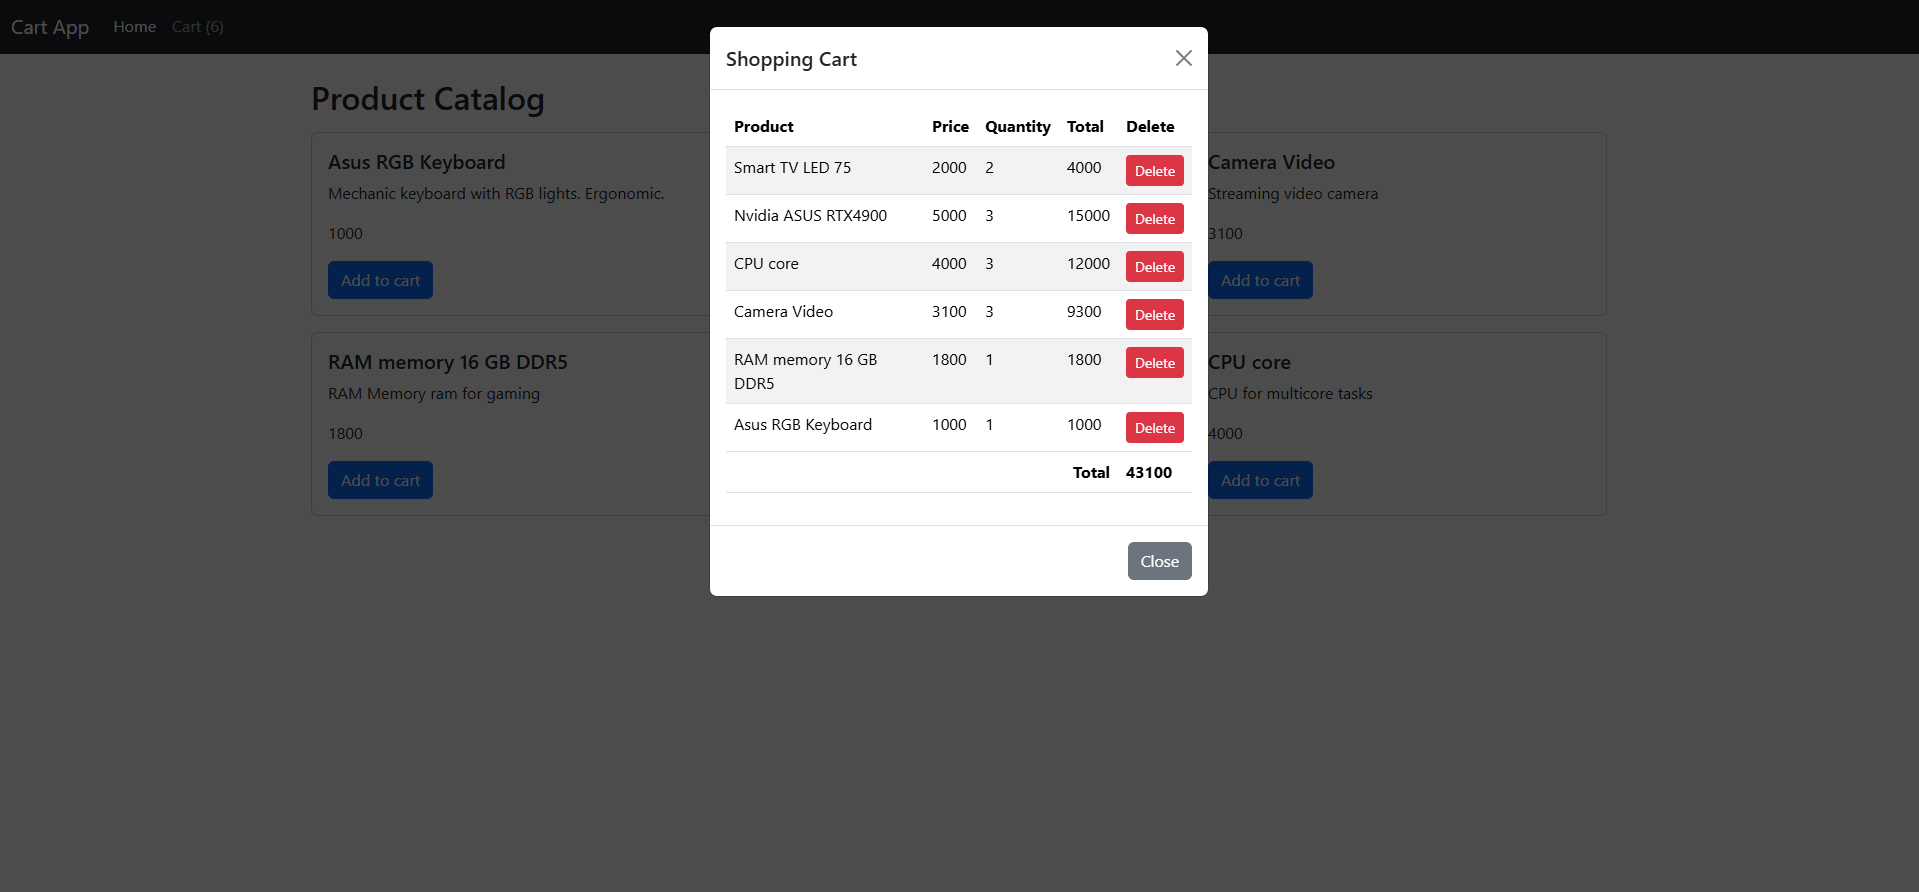 Cart App Home Cart (6)
Product Catalog
Asus RGB Keyboard
Mechanic keyboard with RGB lights. Ergonomic.
1000
Add to cart
RAM memory 16 GB DDR5
RAM Memory ram for gaming
1800
Add to cart
Shopping Cart
Product Price Quantity Total Delete
Smart TV LED 75 2000 2 4000 Delete
Nvidia ASUS RTX4900 5000 3 15000 Delete
CPU core 4000 3 12000 Delete
Camera Video 3100 3 9300 Delete
RAM memory 16 GB 1800 1 1800 Delete
DDR5
Asus RGB Keyboard 1000 1 1000 Delete
Total 43100
Close
Camera Video
Streaming video camera
3100
Add to cart
CPU core
CPU for multicore tasks
4000
Add to cart